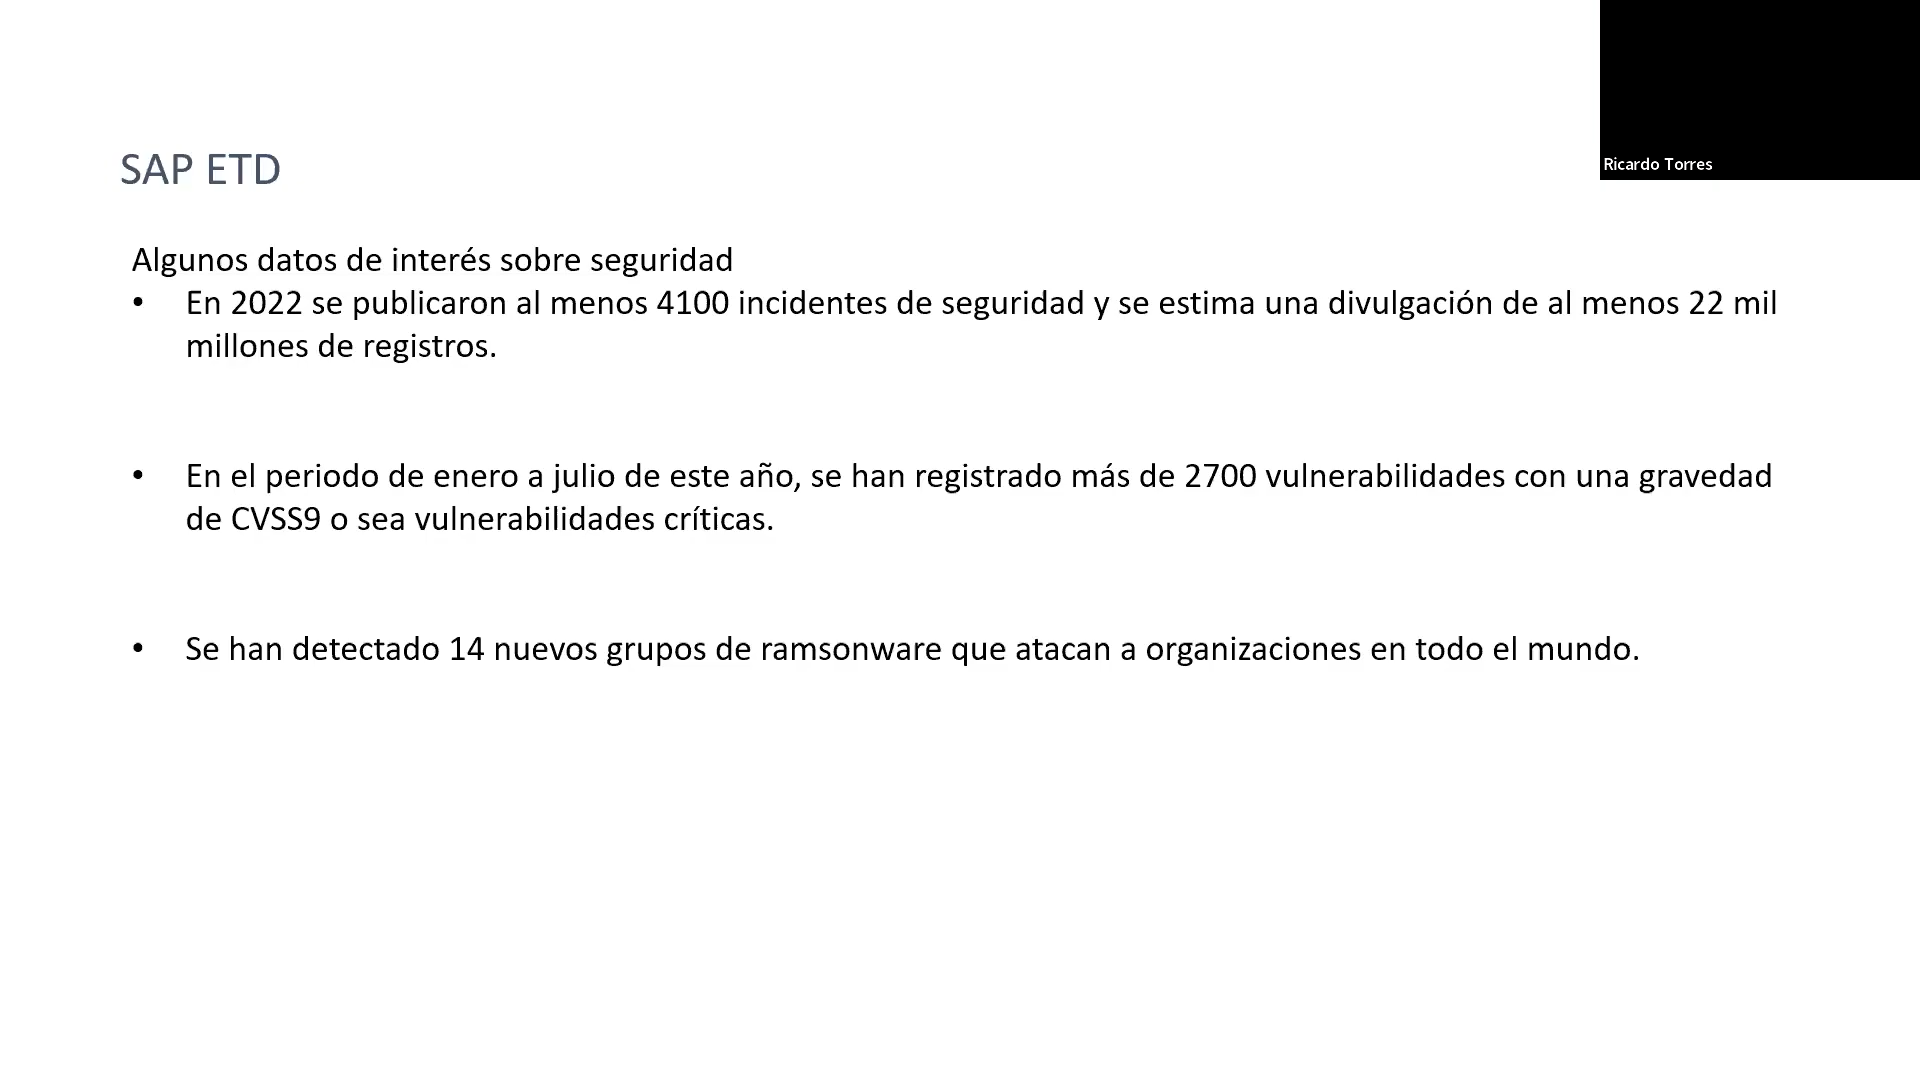 Ricardo Torres
SAP ETD
Algunos datos de interés sobre seguridad
• En 2022 se publicaron al menos 4100 incidentes de seguridad y se estima una divulgación de al menos 22 mil
millones de registros.
• En el periodo de enero a julio de este año, se han registrado más de 2700 vulnerabilidades con una gravedad
de CVSS9 o sea vulnerabilidades críticas.
• Se han detectado 14 nuevos grupos de ramsonware que atacan a organizaciones en todo el mundo.